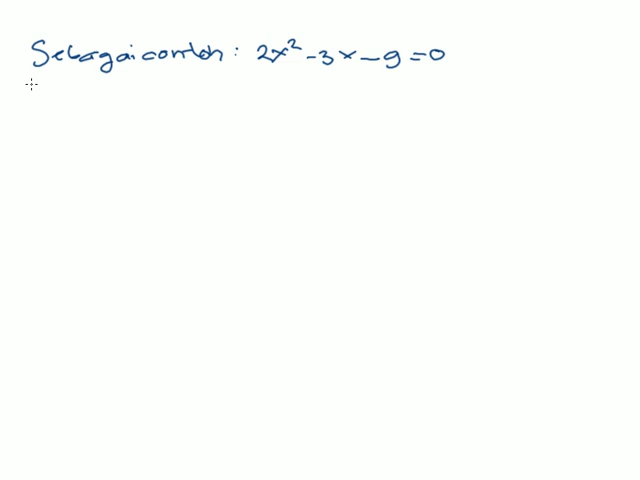 Sebagai contoh : 2x² - 3x - 9 = 0